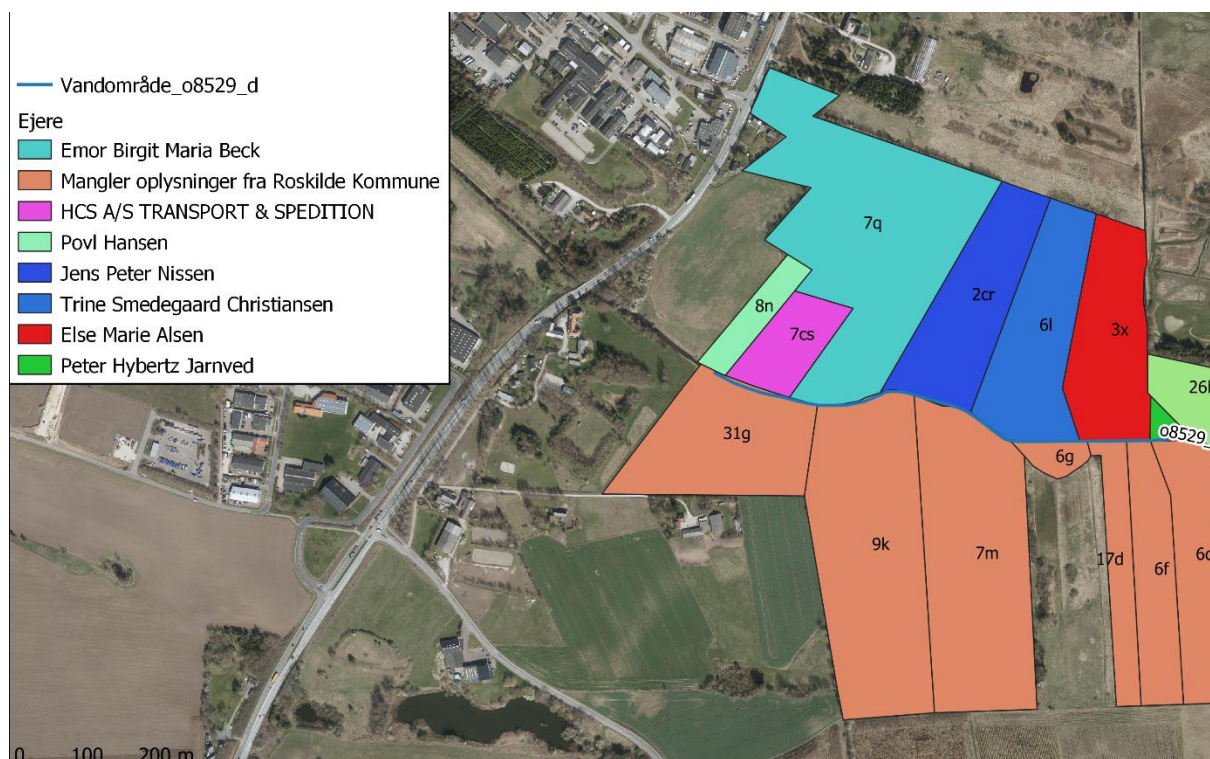 Vandområde_o8529_d
Ejere
Emor Birgit Maria Beck
Mangler oplysninger fra Roskilde Kommune
HCS A/S TRANSPORT & SPEDITION
Povl Hansen
Jens Peter Nissen
Trine Smedegaard Christiansen
Else Marie Alsen
Peter Hybertz Jarnved
7q
2cr
8n
7cs
6l
3x
31g
o8529_
6g
9k
7m
17d
6f
0 100 200 m